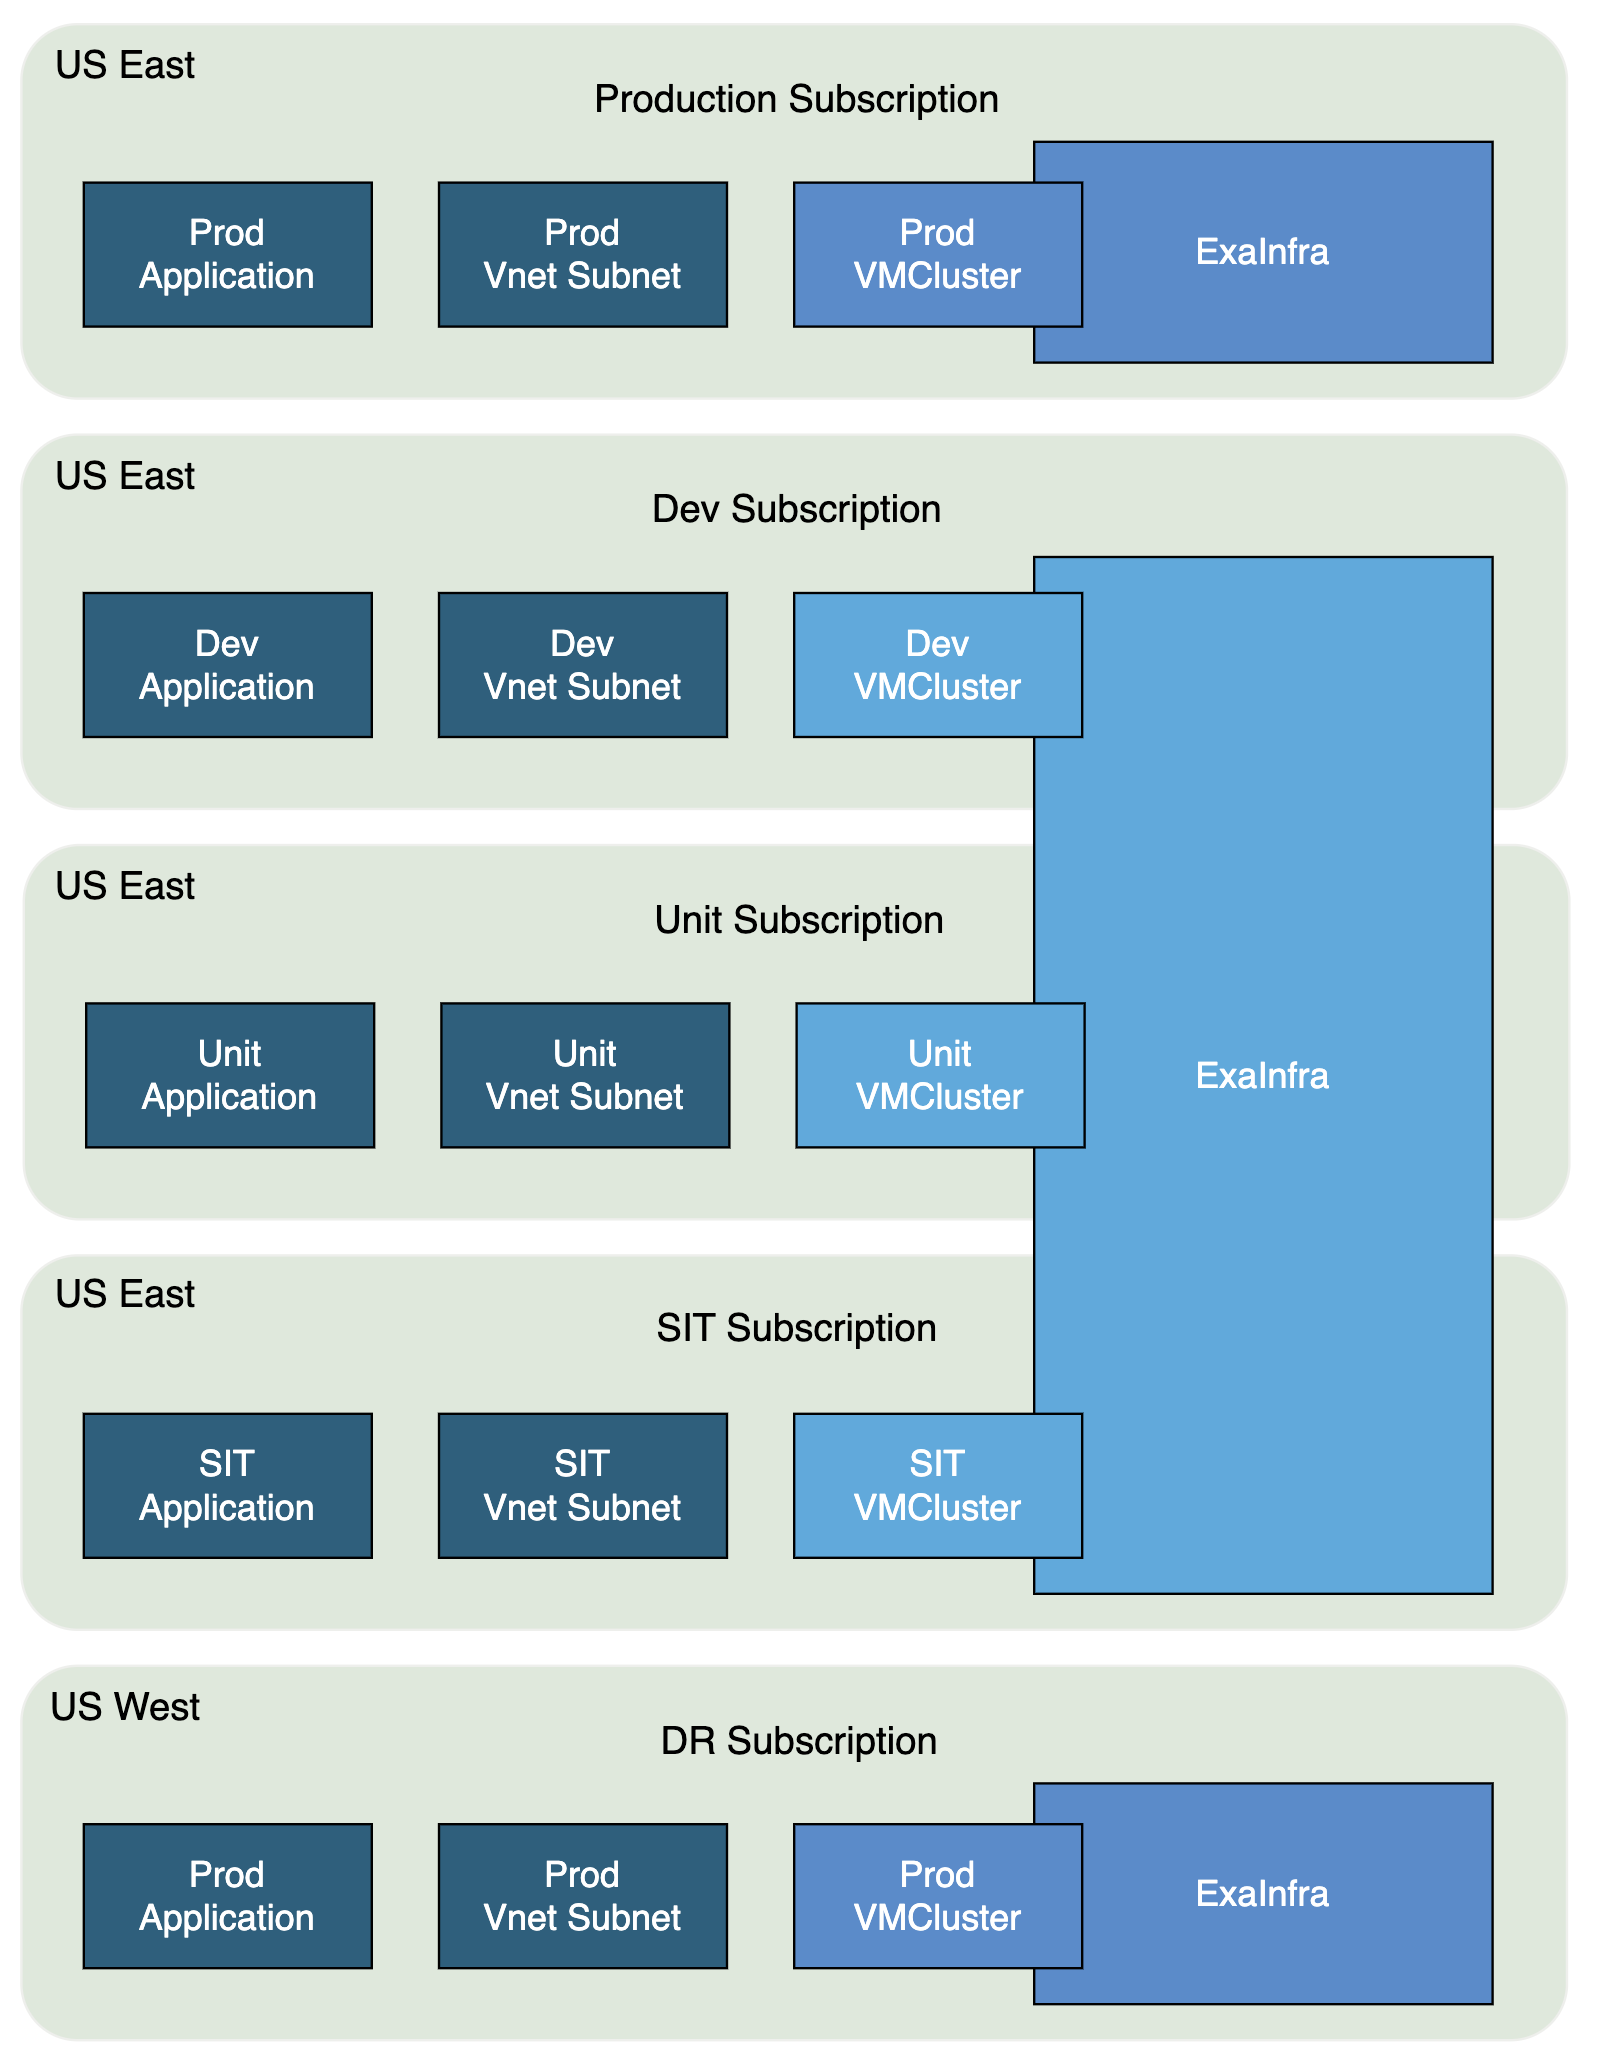 US East
Production Subscription
Prod
Application
Prod
Vnet Subnet
Prod
VMCluster
ExaInfra
US East
Dev Subscription
Dev
Application
Dev
Vnet Subnet
Dev
VMCluster
US East
Unit Subscription
Unit
Application
Unit
Vnet Subnet
Unit
VMCluster
ExaInfra
US East
SIT Subscription
SIT
Application
SIT
Vnet Subnet
SIT
VMCluster
US West
DR Subscription
Prod
Application
Prod
Vnet Subnet
Prod
VMCluster
ExaInfra